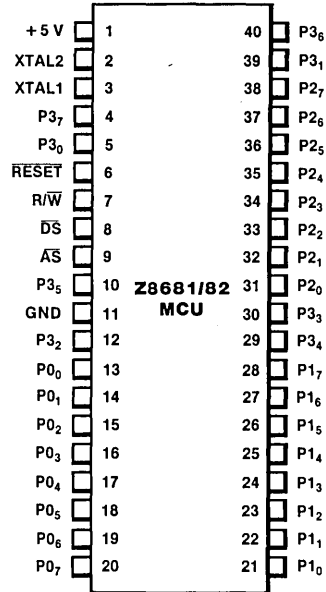 +5 V 1 40 P3₆
XTAL2 2 39 P3₁
XTAL1 3 38 P2₇
P3₇ 4 37 P2₆
P3₀ 5 36 P2₅
R̅E̅S̅E̅T̅ 6 35 P2₄
R/W̅ 7 34 P2₃
D̅S̅ 8 33 P2₂
A̅S̅ 9 32 P2₁
P3₅ 10 31 P2₀
Z8681/82
MCU
GND 11 30 P3₃
P3₂ 12 29 P3₄
P0₀ 13 28 P1₇
P0₁ 14 27 P1₆
P0₂ 15 26 P1₅
P0₃ 16 25 P1₄
P0₄ 17 24 P1₃
P0₅ 18 23 P1₂
P0₆ 19 22 P1₁
P0₇ 20 21 P1₀